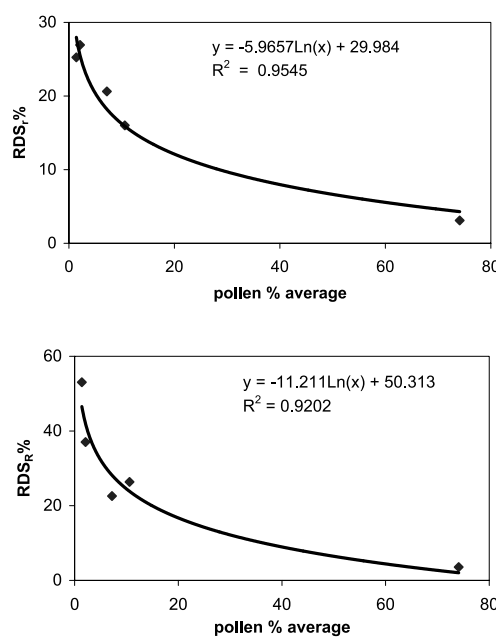 30
20
10
0
RDSr%
y = -5.9657Ln(x) + 29.984
R² = 0.9545
0 20 40 60 80
pollen % average
60
40
20
0
RDSR%
y = -11.211Ln(x) + 50.313
R² = 0.9202
0 20 40 60 80
pollen % average